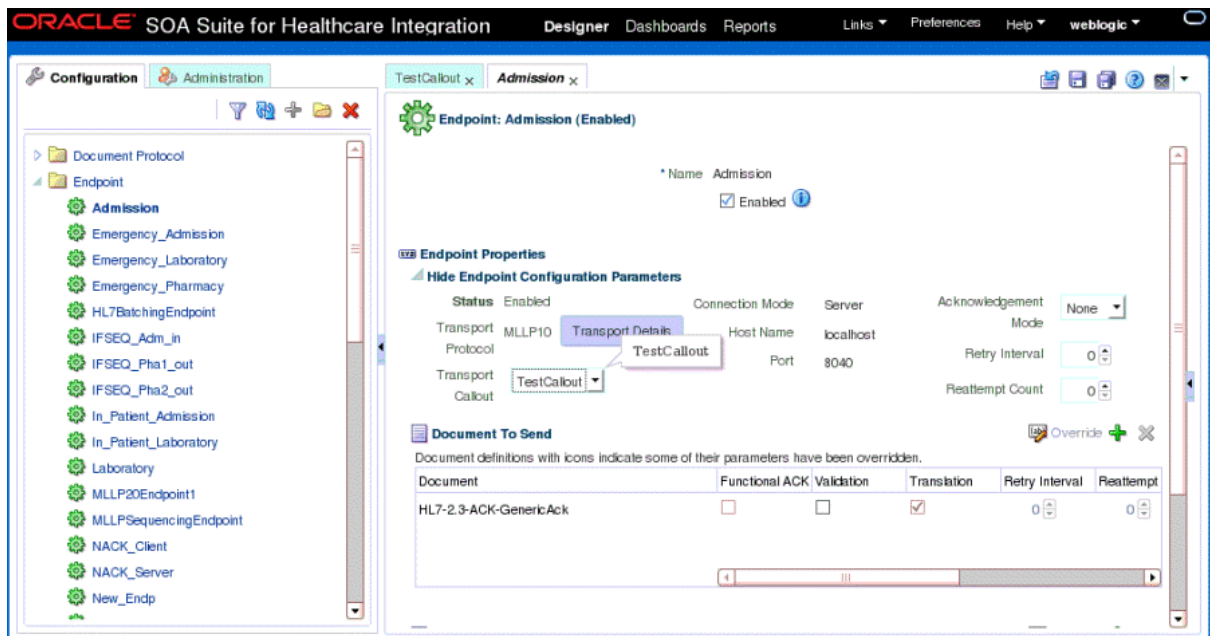 ORACLE SOA Suite for Healthcare Integration Designer Dashboards Reports Links Preferences Help weblogic
Configuration Administration
TestCallout x Admission x
Document Protocol
Endpoint
Admission
Emergency_Admission
Emergency_Laboratory
Emergency_Pharmacy
HL7BatchingEndpoint
IFSEQ_Adm_in
IFSEQ_Pha1_out
IFSEQ_Pha2_out
In_Patient_Admission
In_Patient_Laboratory
Laboratory
MLLP20Endpoint1
MLLPSequencingEndpoint
NACK_Client
NACK_Server
New_Endp
Endpoint: Admission (Enabled)
* Name Admission
Enabled
XYZ Endpoint Properties
Hide Endpoint Configuration Parameters
Status Enabled
Transport Protocol MLLP10 Transport Details
TestCallout
Transport Callout TestCallout
Connection Mode Server
Host Name localhost
Port 8040
Acknowledgement Mode None
Retry Interval 0
Reattempt Count 0
Document To Send
Override
Document definitions with icons indicate some of their parameters have been overridden.
Document Functional ACK Validation Translation Retry Interval Reattempt
HL7-2.3-ACK-GenericAck 0 0